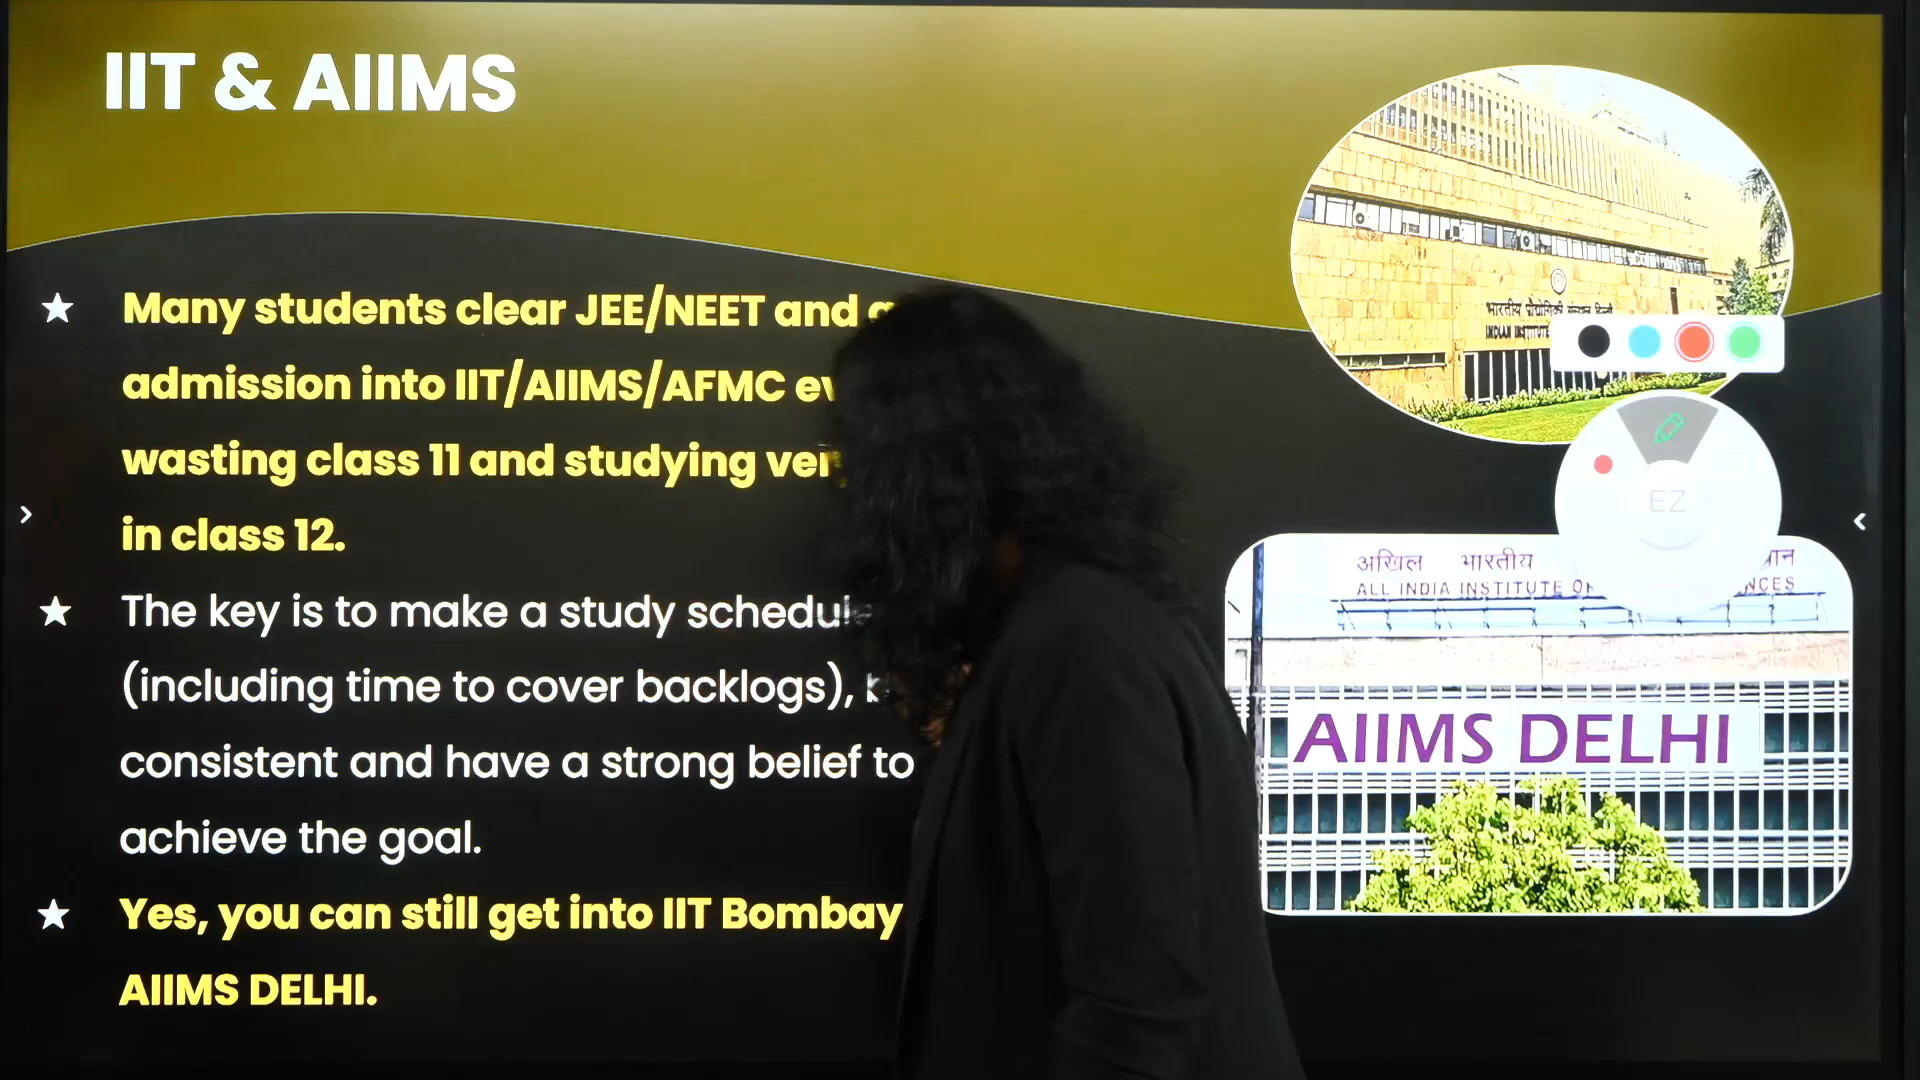 IIT & AIIMS
Many students clear JEE/NEET and
admission into IIT/AIIMS/AFMC
wasting class 11 and studying
in class 12.
The key is to make a study schedule
(including time to cover backlogs),
consistent and have a strong belief to
achieve the goal.
Yes, you can still get into IIT Bombay
AIIMS DELHI.
भारतीय प्रौद्योगिकी संस्थान दिल्ली
INDIAN
EZ
अखिल भारतीय
ALL INDIA INSTITUTE
AIIMS DELHI